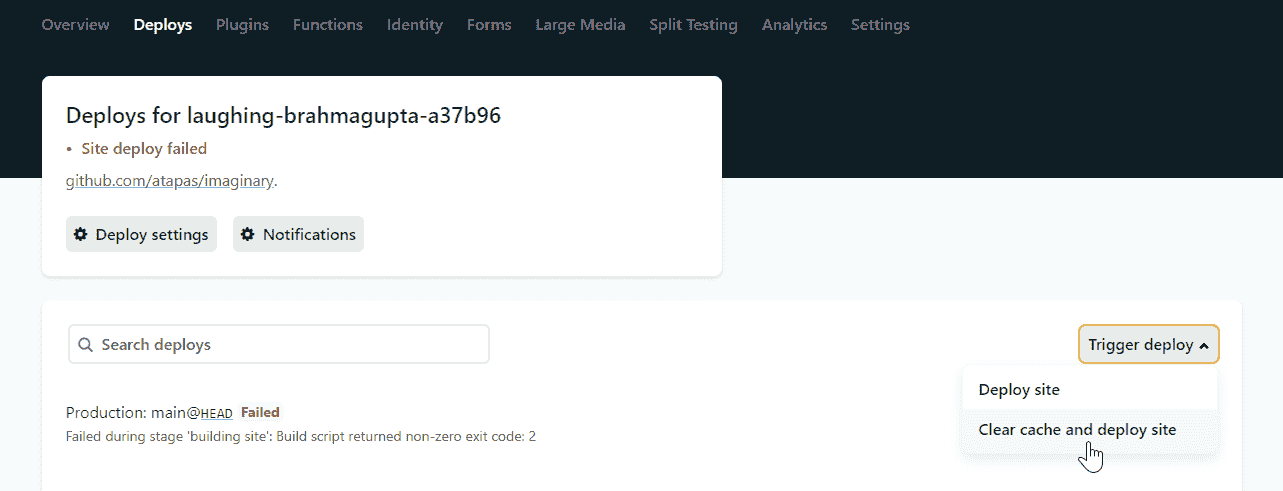 Overview Deploys Plugins Functions Identity Forms Large Media Split Testing Analytics Settings
Deploys for laughing-brahmagupta-a37b96
• Site deploy failed
github.com/atapas/imaginary.
Deploy settings Notifications
Search deploys
Trigger deploy
Deploy site
Clear cache and deploy site
Production: main@HEAD Failed
Failed during stage 'building site': Build script returned non-zero exit code: 2